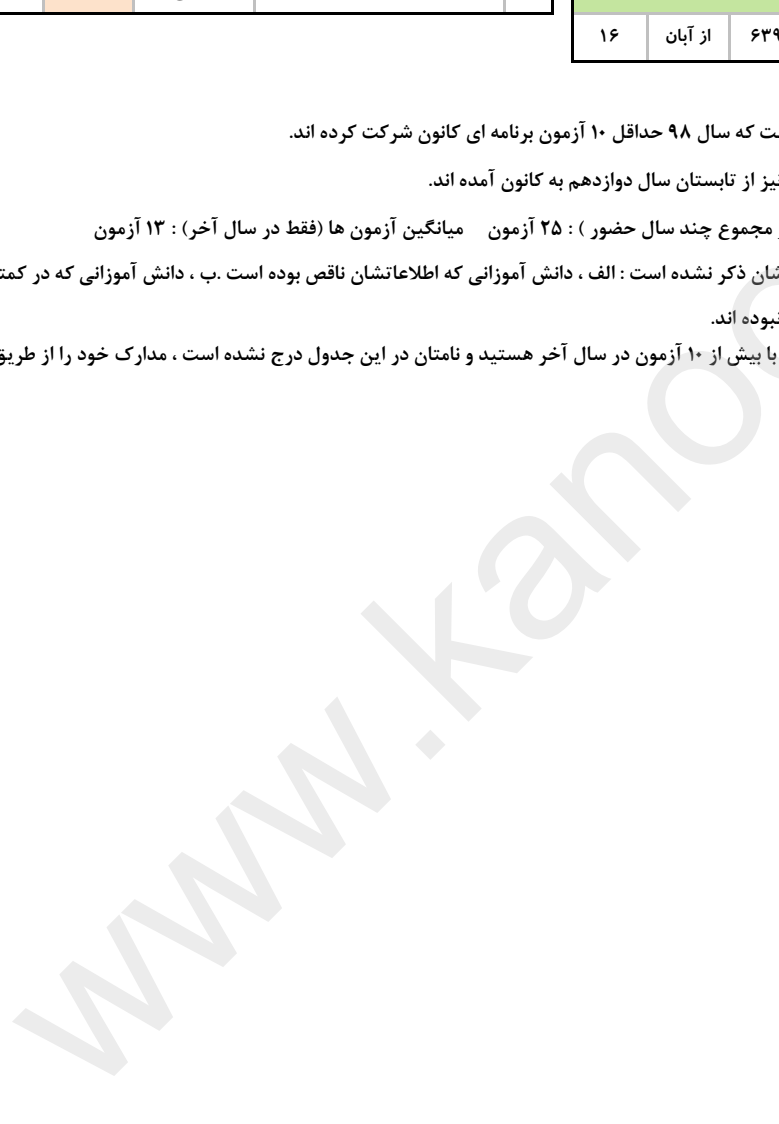 ۶۳۹ از آبان ۱۶
که سال ۹۸ حداقل ۱۰ آزمون برنامه ای کانون شرکت کرده اند.
نیز از تابستان سال دوازدهم به کانون آمده اند.
مجموع چند سال حضور ) : ۲۵ آزمون میانگین آزمون ها (فقط در سال آخر) : ۱۳ آزمون
ذکر نشده است : الف ، دانش آموزانی که اطلاعاتشان ناقص بوده است .ب ، دانش آموزانی که در
نبوده اند.
با بیش از ۱۰ آزمون در سال آخر هستید و نامتان در این جدول درج نشده است ، مدارک خود را از طریق
www.kano